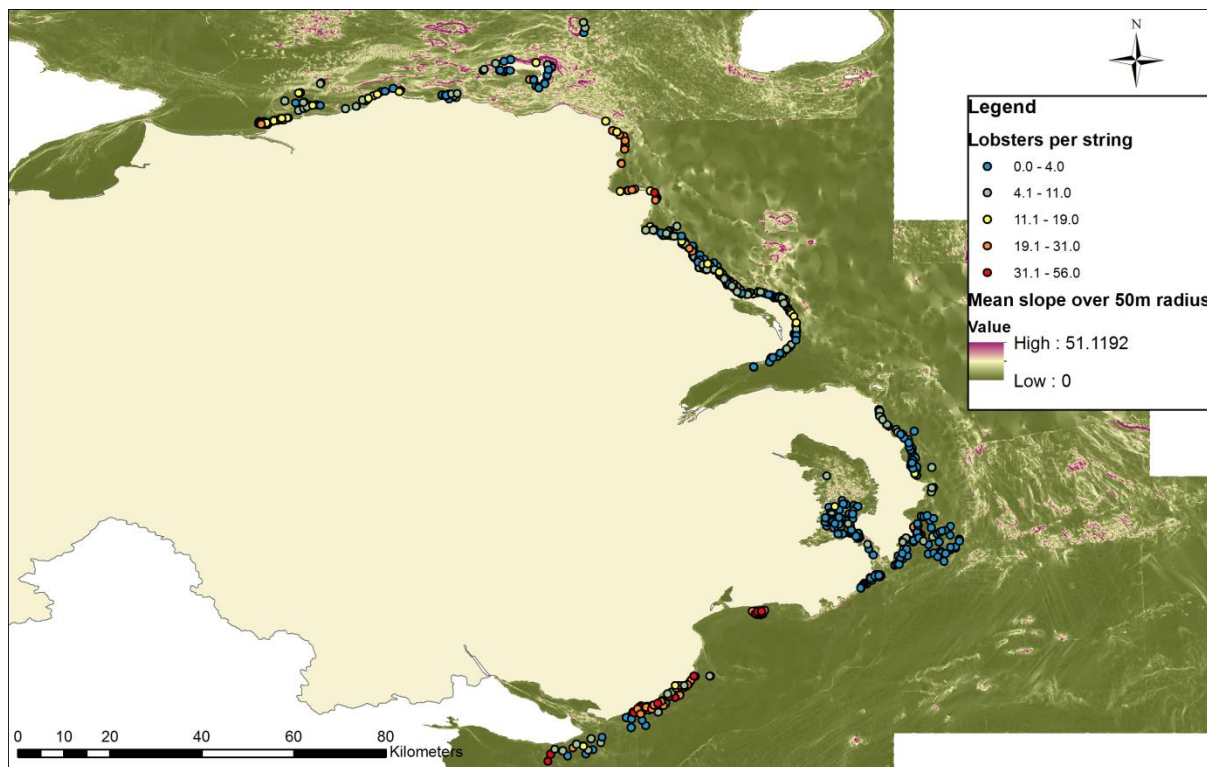 N
Legend
Lobsters per string
0.0 - 4.0
4.1 - 11.0
11.1 - 19.0
19.1 - 31.0
31.1 - 56.0
Mean slope over 50m radius
Value
High : 51.1192
Low : 0
0 20 40 60 80
Kilometers